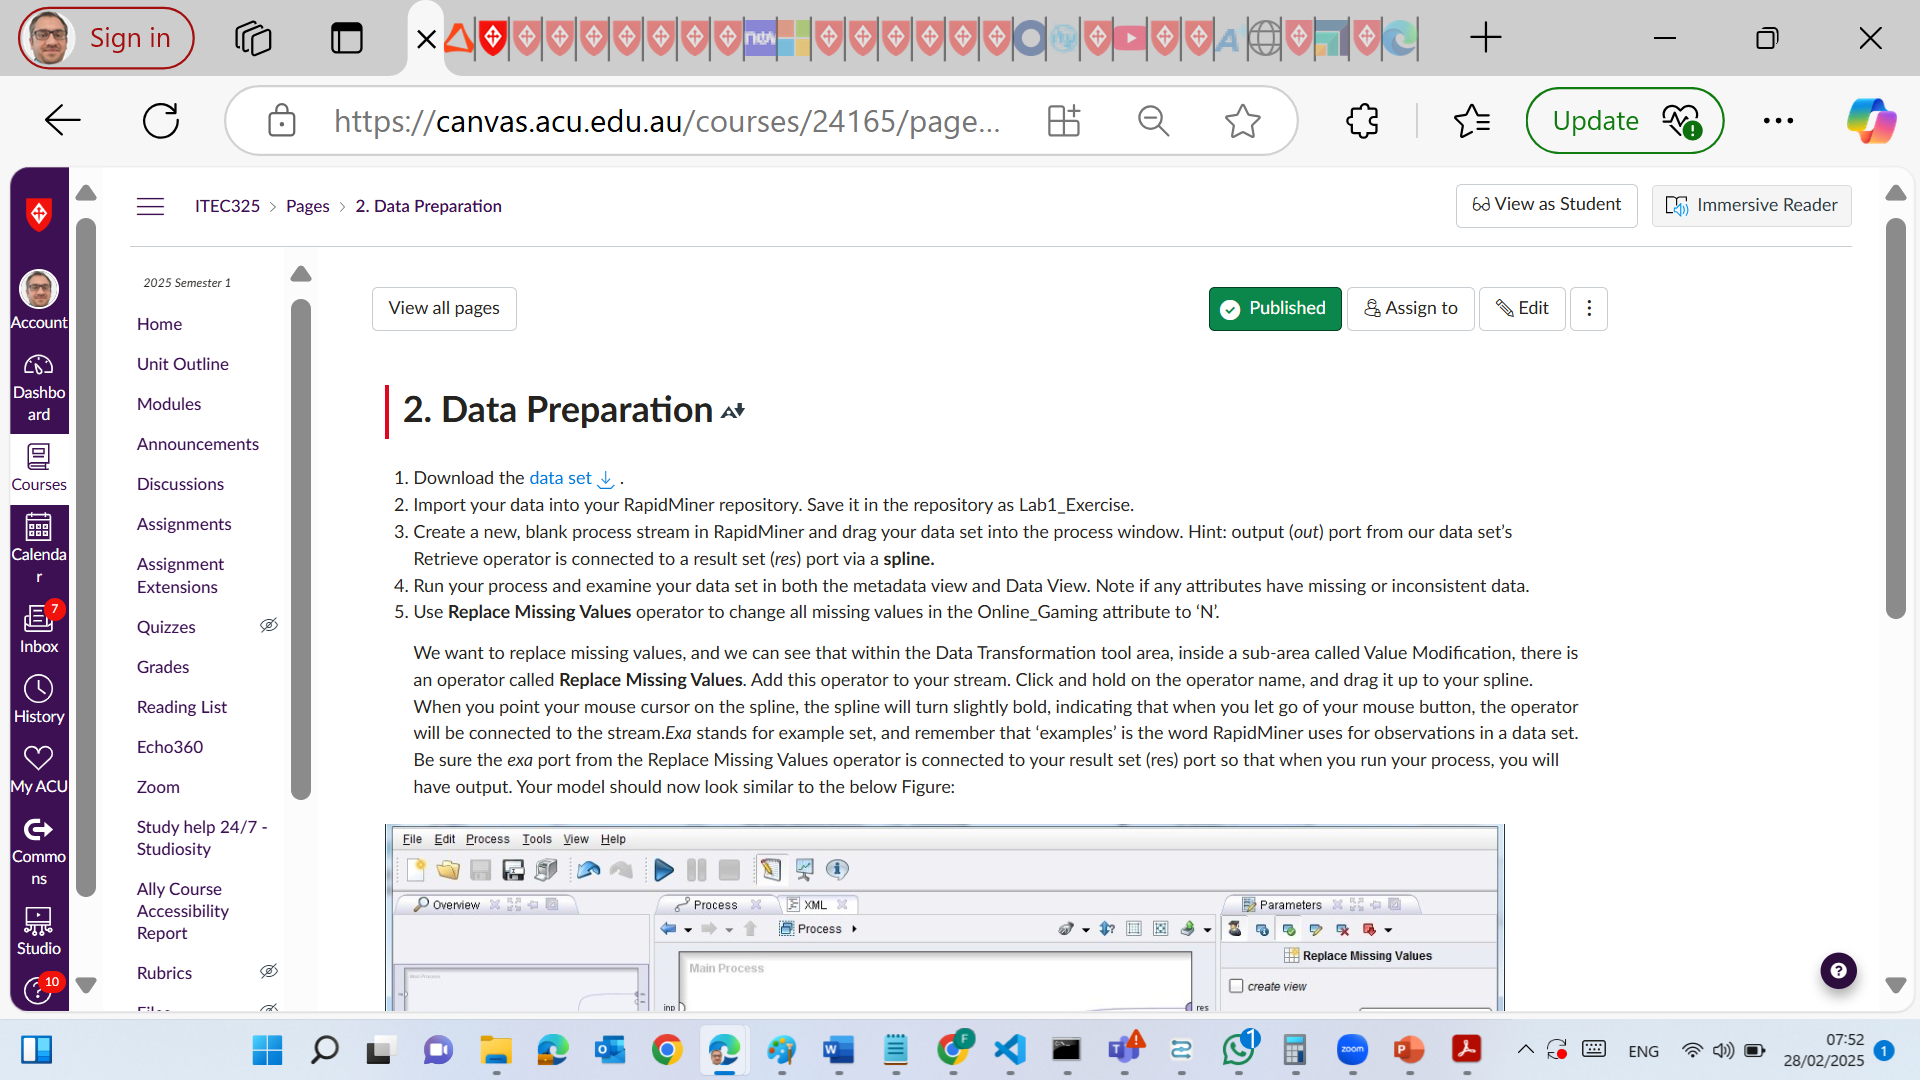 Sign in
https://canvas.acu.edu.au/courses/24165/page...
Update
ITEC325 > Pages > 2. Data Preparation
View as Student
Immersive Reader
Account
Dashbo
ard
Courses
Calenda
r
7
Inbox
History
My ACU
Commo
ns
Studio
10
2025 Semester 1
Home
Unit Outline
Modules
Announcements
Discussions
Assignments
Assignment
Extensions
Quizzes
Grades
Reading List
Echo360
Zoom
Study help 24/7 -
Studiosity
Ally Course
Accessibility
Report
Rubrics
View all pages
Published
Assign to
Edit
2. Data Preparation
1. Download the data set .
2. Import your data into your RapidMiner repository. Save it in the repository as Lab1_Exercise.
3. Create a new, blank process stream in RapidMiner and drag your data set into the process window. Hint: output (out) port from our data set’s
Retrieve operator is connected to a result set (res) port via a spline.
4. Run your process and examine your data set in both the metadata view and Data View. Note if any attributes have missing or inconsistent data.
5. Use Replace Missing Values operator to change all missing values in the Online_Gaming attribute to ‘N’.
We want to replace missing values, and we can see that within the Data Transformation tool area, inside a sub-area called Value Modification, there is
an operator called Replace Missing Values. Add this operator to your stream. Click and hold on the operator name, and drag it up to your spline.
When you point your mouse cursor on the spline, the spline will turn slightly bold, indicating that when you let go of your mouse button, the operator
will be connected to the stream.Exa stands for example set, and remember that ‘examples’ is the word RapidMiner uses for observations in a data set.
Be sure the exa port from the Replace Missing Values operator is connected to your result set (res) port so that when you run your process, you will
have output. Your model should now look similar to the below Figure:
File Edit Process Tools View Help
Overview
Process
XML
Parameters
Process
Replace Missing Values
Main Process
create view
inp
res
zoom
ENG
07:52
28/02/2025
1